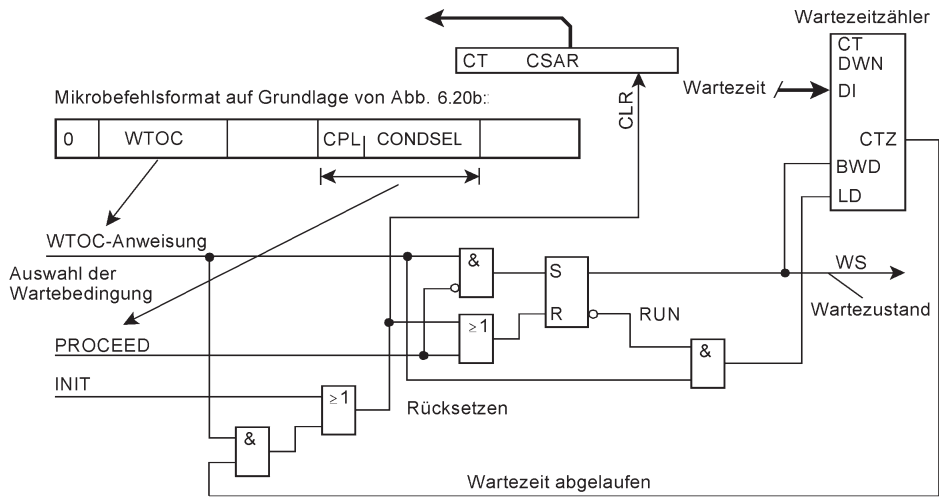 Wartezeitzähler
CT CSAR
CT
DWN
DI
CTZ
BWD
LD
Wartezeit
CLR
Mikrobefehlsformat auf Grundlage von Abb. 6.20b:
0 WTOC CPL CONDSEL
WTOC-Anweisung
Auswahl der
Wartebedingung
&
S
R
WS
Wartezustand
RUN
PROCEED
≥1
&
INIT
≥1
Rücksetzen
&
Wartezeit abgelaufen